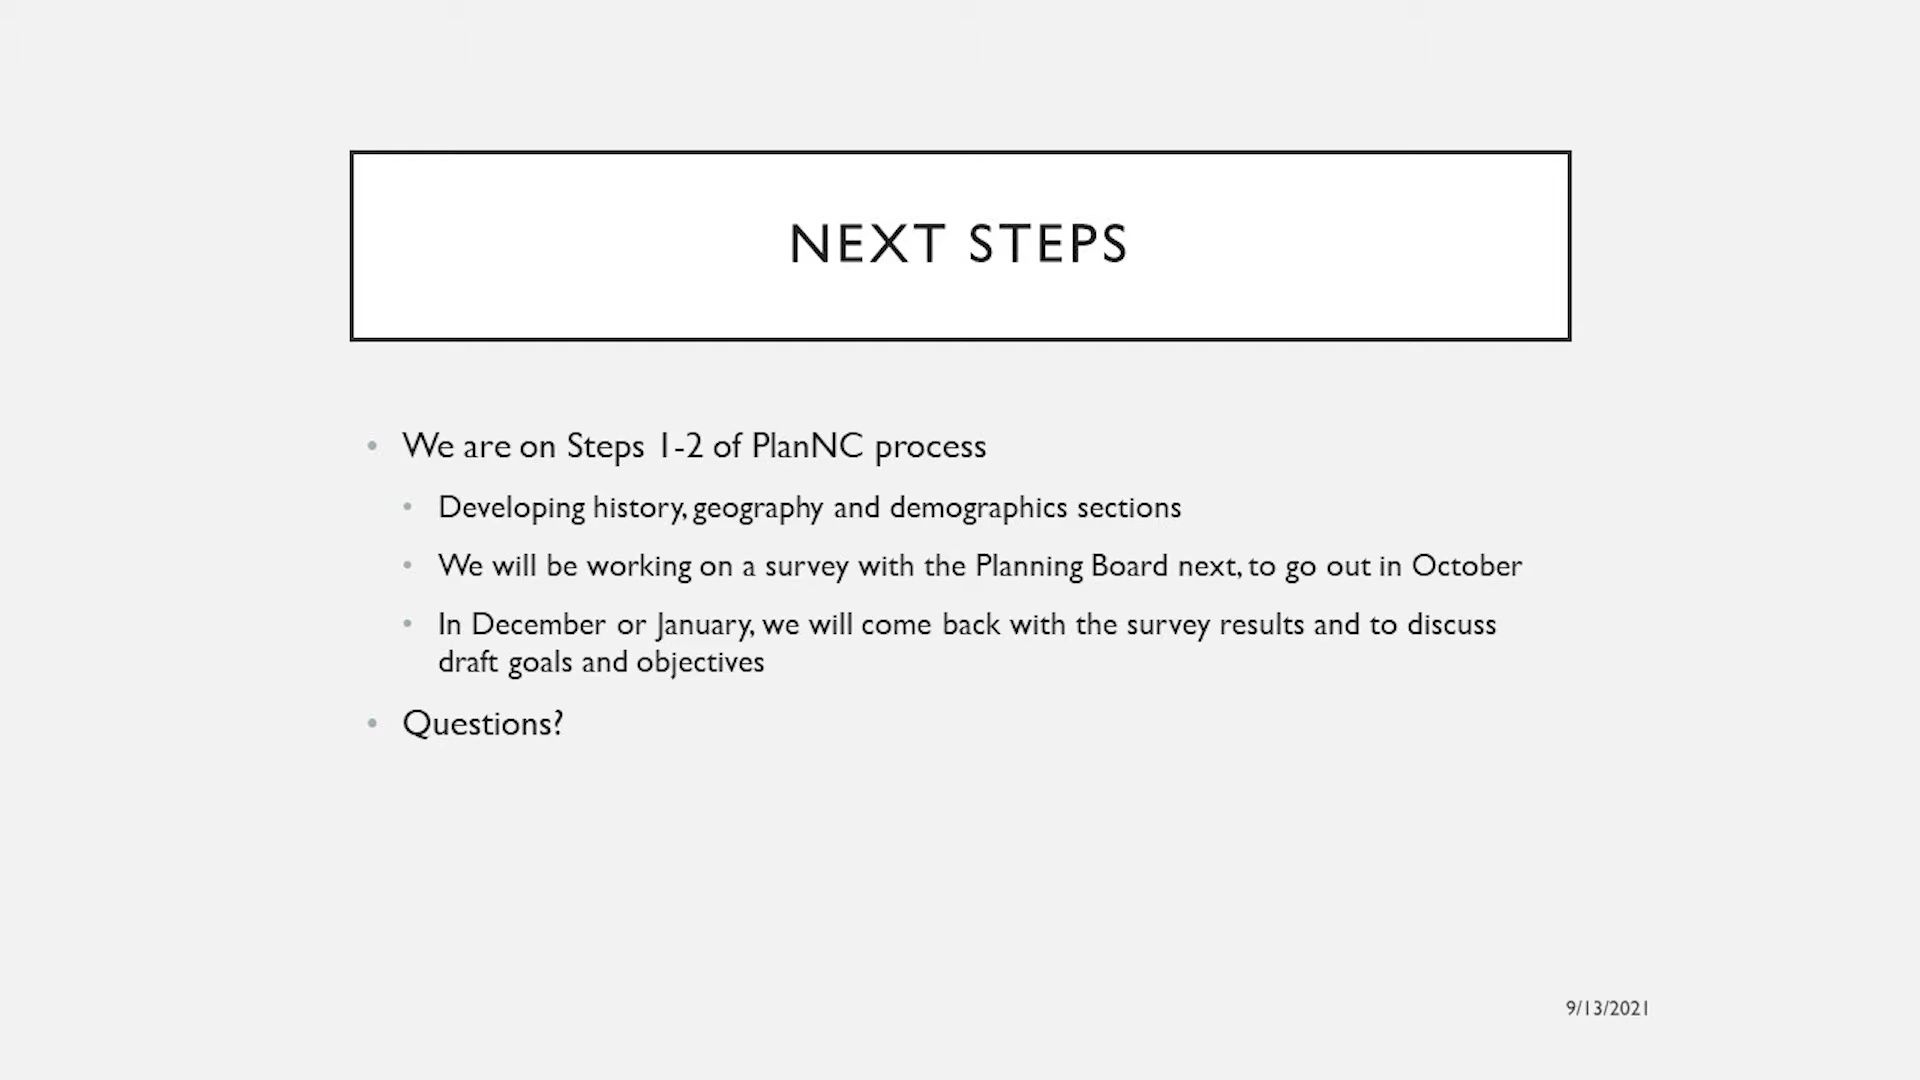 NEXT STEPS
• We are on Steps 1-2 of PlanNC process
• Developing history, geography and demographics sections
• We will be working on a survey with the Planning Board next, to go out in October
• In December or January, we will come back with the survey results and to discuss
draft goals and objectives
• Questions?
9/13/2021